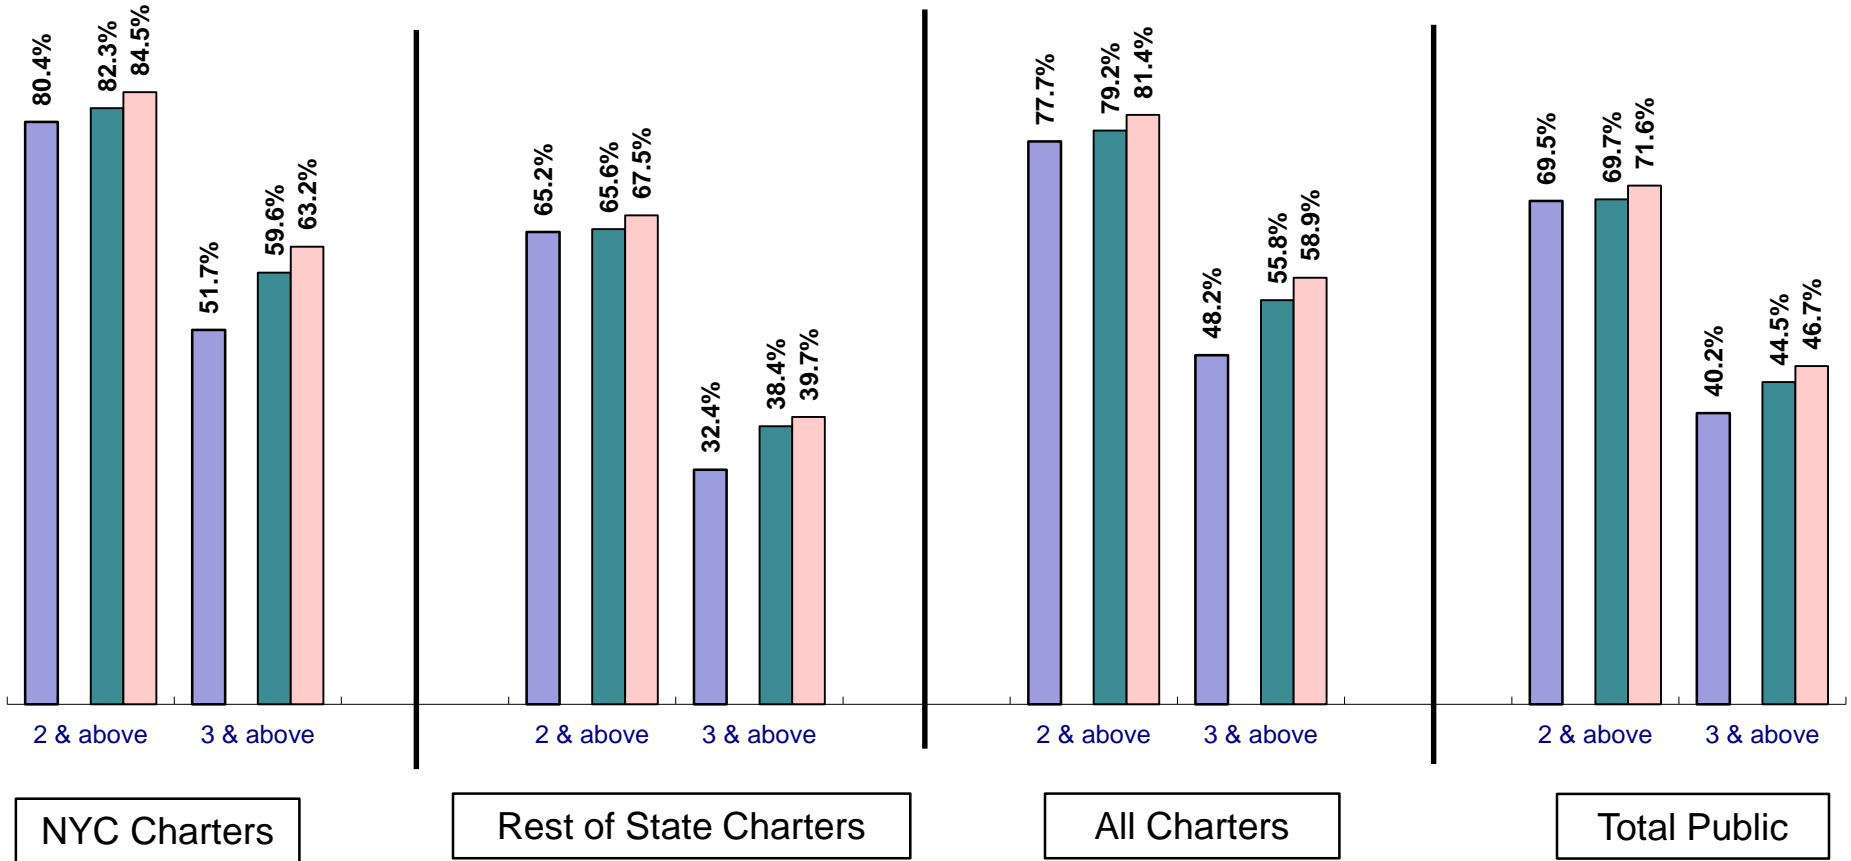 80.4%
82.3%
84.5%
51.7%
59.6%
63.2%
2 & above
3 & above
NYC Charters
65.2%
65.6%
67.5%
32.4%
38.4%
39.7%
2 & above
3 & above
Rest of State Charters
77.7%
79.2%
81.4%
48.2%
55.8%
58.9%
2 & above
3 & above
All Charters
69.5%
69.7%
71.6%
40.2%
44.5%
46.7%
2 & above
3 & above
Total Public